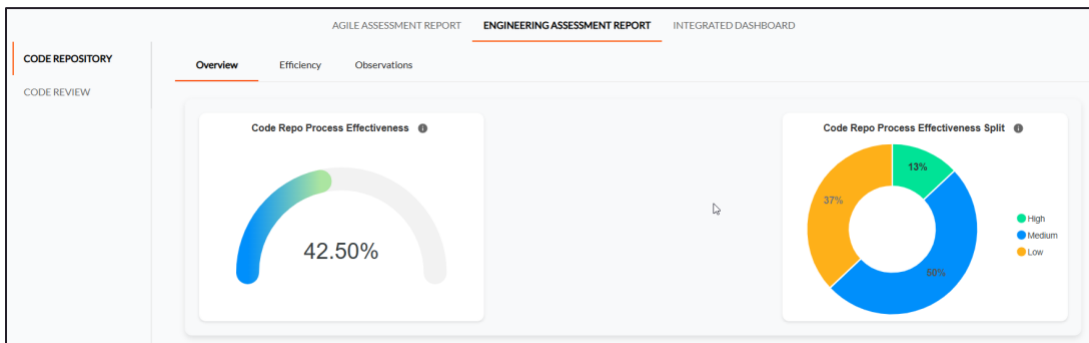 AGILE ASSESSMENT REPORT ENGINEERING ASSESSMENT REPORT INTEGRATED DASHBOARD
CODE REPOSITORY
CODE REVIEW
Overview Efficiency Observations
Code Repo Process Effectiveness
42.50%
Code Repo Process Effectiveness Split
13%
37%
50%
High
Medium
Low